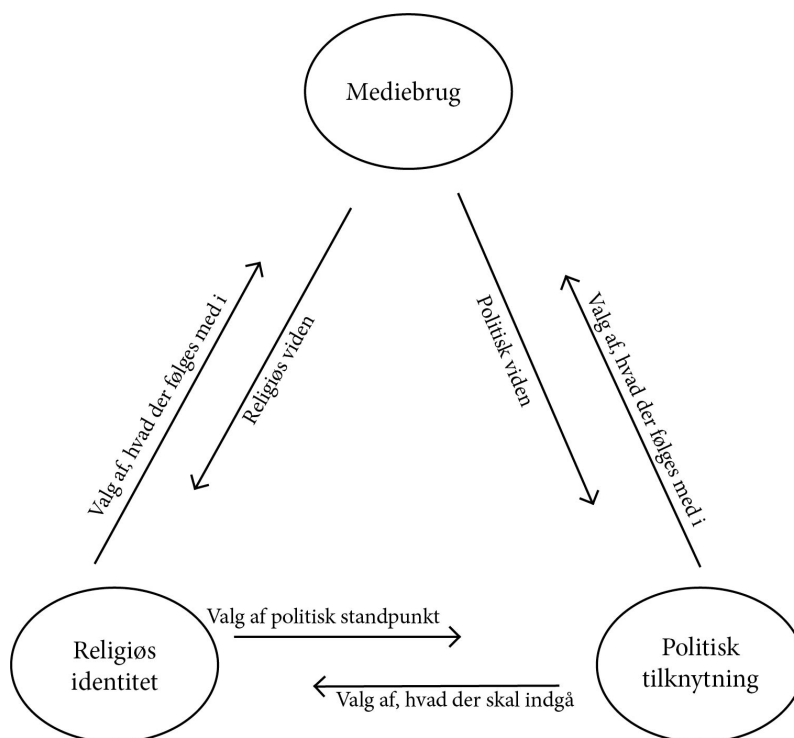 Mediebrug
Valg af, hvad der følges med i
Religiøs viden
Politisk viden
Valg af, hvad der følges med i
Religiøs
identitet
Valg af politisk standpunkt
Valg af, hvad der skal indgå
Politisk
tilknytning